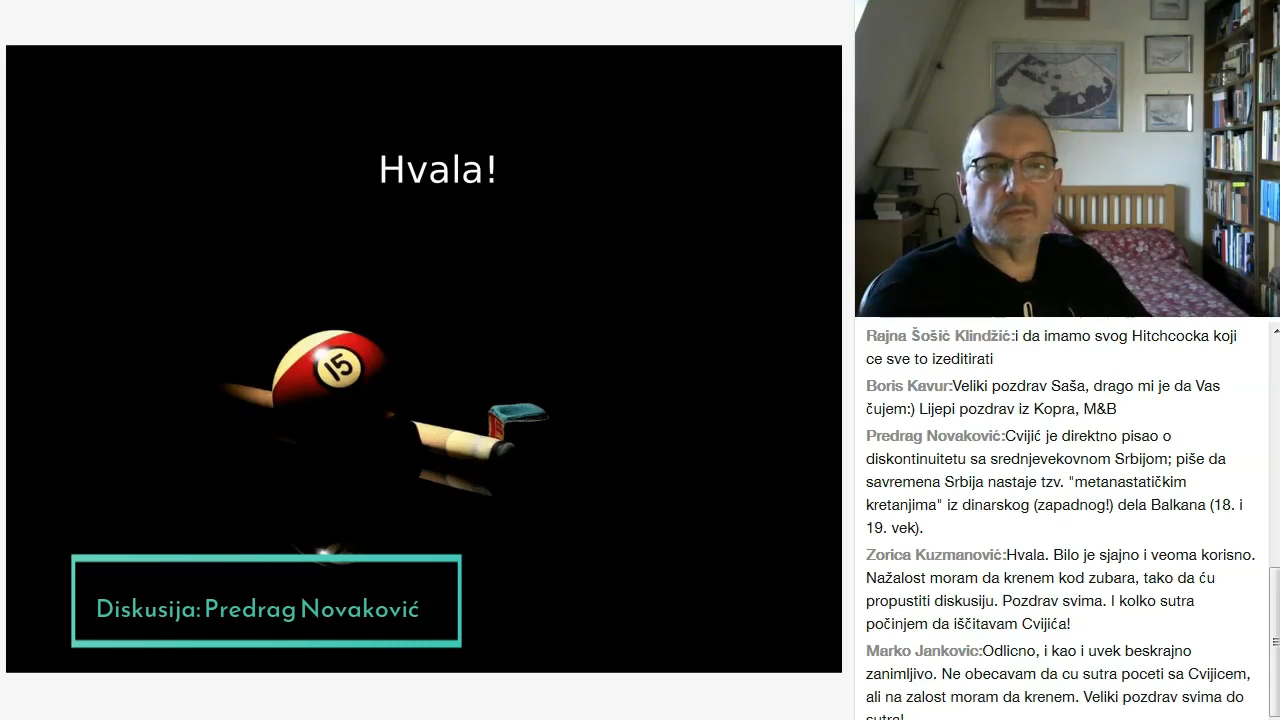 Hvala!
15
Diskusija: Predrag Novaković
Rajna Šošić Klindžić:i da imamo svog Hitchcocka koji
ce sve to izeditirati
Boris Kavur:Veliki pozdrav Saša, drago mi je da Vas
čujem:) Lijepi pozdrav iz Kopra, M&B
Predrag Novaković:Cvijić je direktno pisao o
diskontinuitetu sa srednjevekovnom Srbijom; piše da
savremena Srbija nastaje tzv. "metanastatičkim
kretanjima" iz dinarskog (zapadnog!) dela Balkana (18. i
19. vek).
Zorica Kuzmanović:Hvala. Bilo je sjajno i veoma korisno.
Nažalost moram da krenem kod zubara, tako da ću
propustiti diskusiju. Pozdrav svima. I kolko sutra
počinjem da iščitavam Cvijića!
Marko Jankovic:Odlicno, i kao i uvek beskrajno
zanimljivo. Ne obecavam da cu sutra poceti sa Cvijicem,
ali na zalost moram da krenem. Veliki pozdrav svima do
sutra!